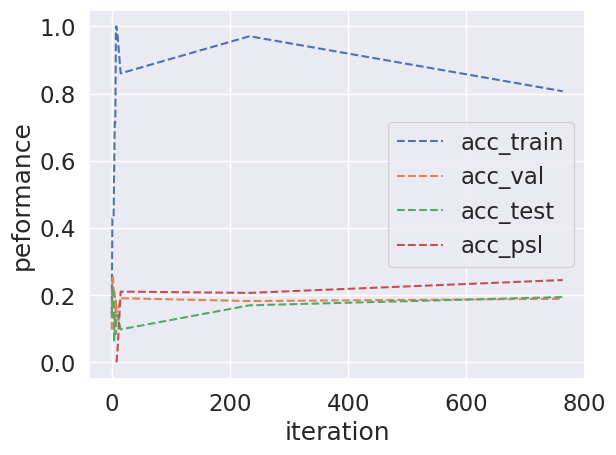 1.0
0.8
0.6
0.4
0.2
0.0
peformance
acc_train
acc_val
acc_test
acc_psl
0 200 400 600 800
iteration